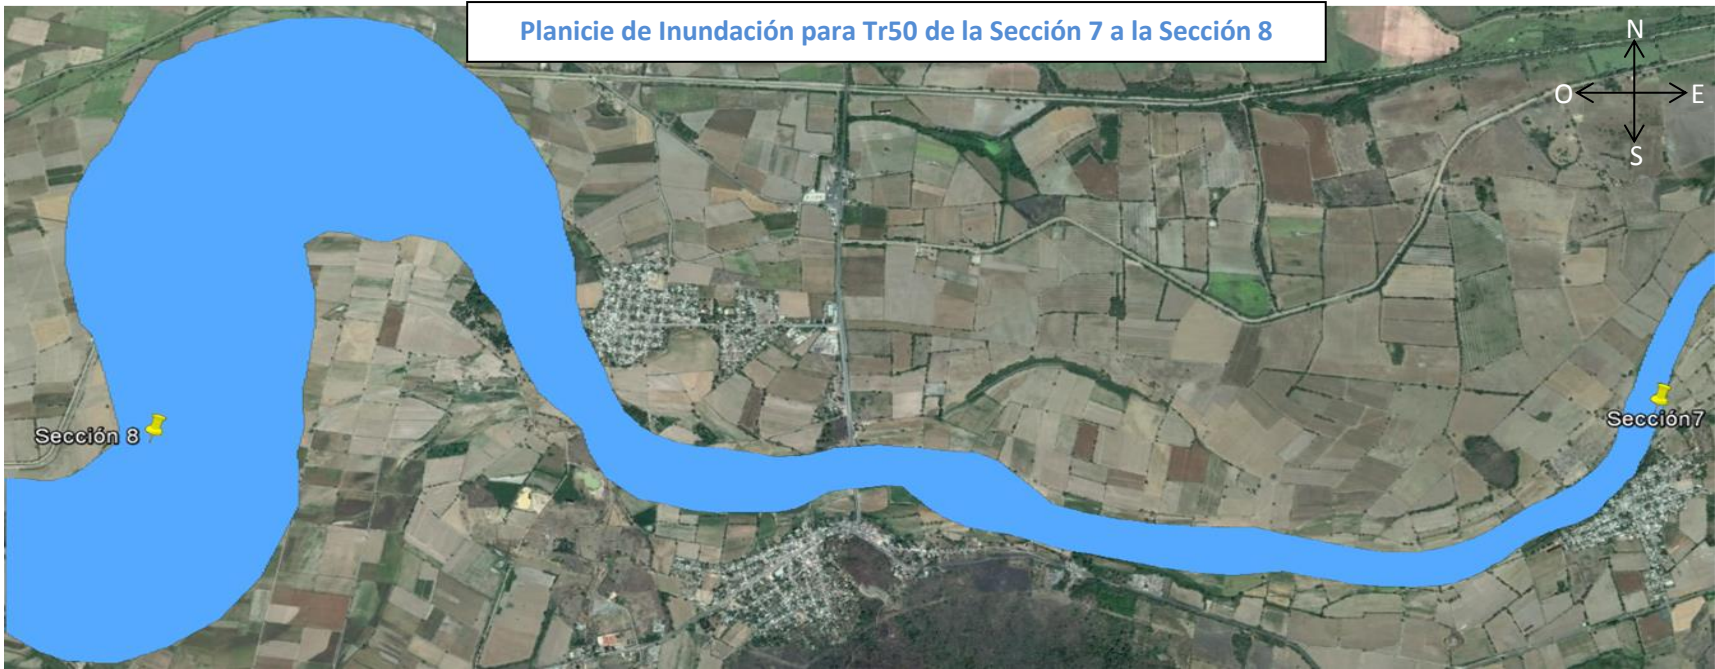 Planicie de Inundación para Tr50 de la Sección 7 a la Sección 8
N
O E
S
Sección 8
Sección7